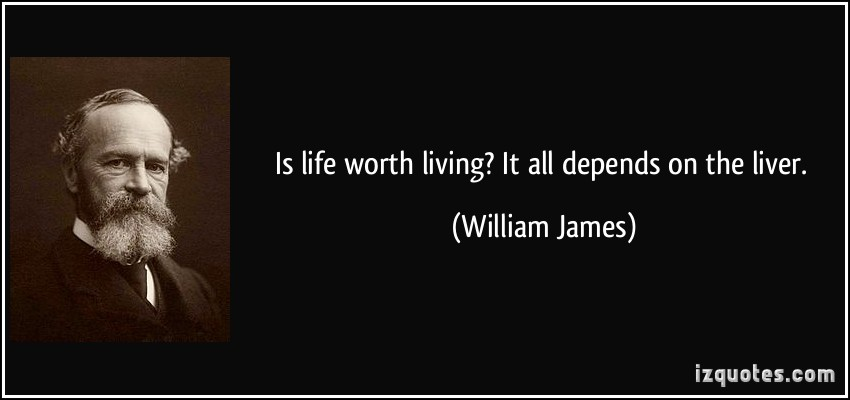 Is life worth living? It all depends on the liver.
(William James)
izquotes.com